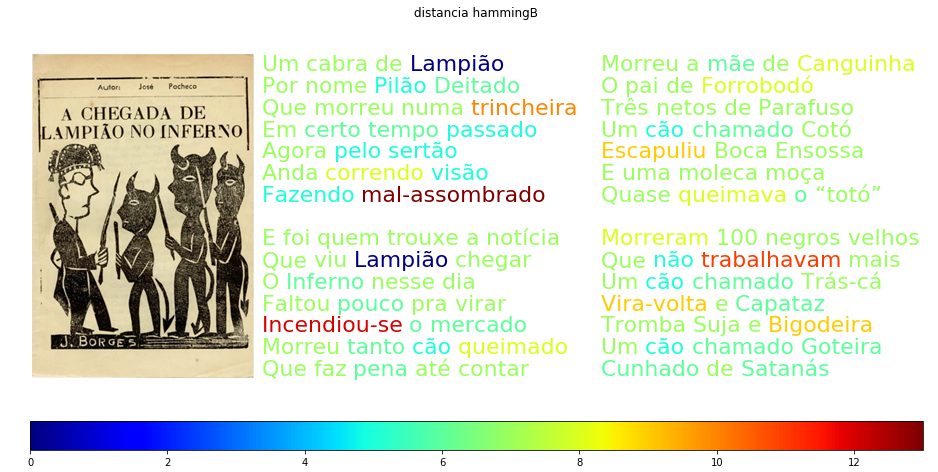 distancia hammingB
Autor: José Pacheco
A CHEGADA DE
LAMPIÃO NO INFERNO
J. BORGES
Um cabra de Lampião
Por nome Pilão Deitado
Que morreu numa trincheira
Em certo tempo passado
Agora pelo sertão
Anda correndo visão
Fazendo mal-assombrado
E foi quem trouxe a notícia
Que viu Lampião chegar
O Inferno nesse dia
Faltou pouco pra virar
Incendiou-se o mercado
Morreu tanto cão queimado
Que faz pena até contar
Morreu a mãe de Canguinha
O pai de Forrobodó
Três netos de Parafuso
Um cão chamado Cotó
Escapuliu Boca Ensossa
E uma moleca moça
Quase queimava o “totó”
Morreram 100 negros velhos
Que não trabalhavam mais
Um cão chamado Trás-cá
Vira-volta e Capataz
Tromba Suja e Bigodeira
Um cão chamado Goteira
Cunhado de Satanás
0 2 4 6 8 10 12